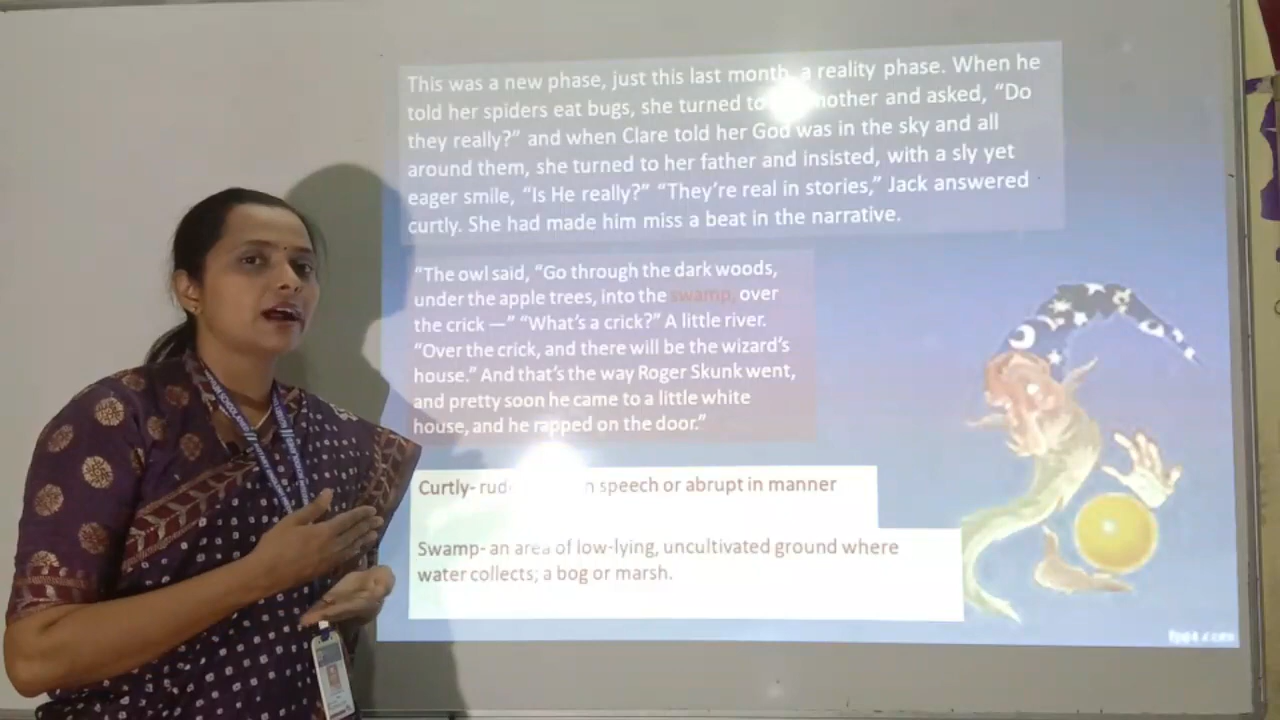 This was a new phase, just this last month, a reality phase. When he
told her spiders eat bugs, she turned to mother and asked, “Do
they really?” and when Clare told her God was in the sky and all
around them, she turned to her father and insisted, with a sly yet
eager smile, “Is He really?” “They’re real in stories,” Jack answered
curtly. She had made him miss a beat in the narrative.
“The owl said, “Go through the dark woods,
under the apple trees, into the swamp, over
the crick —” “What’s a crick?” A little river.
“Over the crick, and there will be the wizard’s
house.” And that’s the way Roger Skunk went,
and pretty soon he came to a little white
house, and he rapped on the door.”
Curtly- speech or abrupt in manner
Swamp- an area of low-lying, uncultivated ground where
water collects; a bog or marsh.